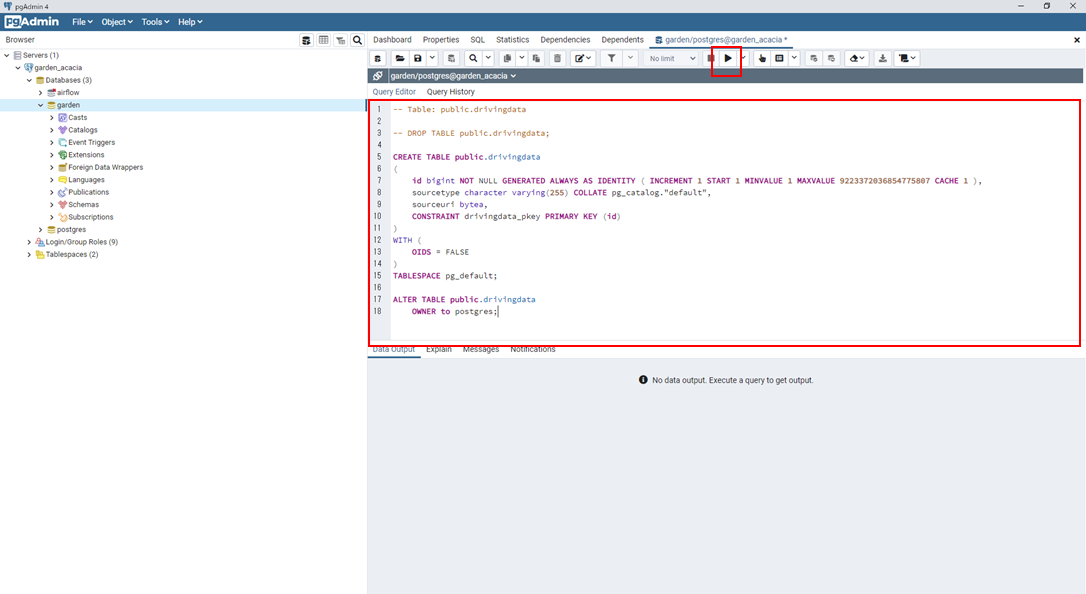 pgAdmin 4
pgAdmin File Object Tools Help
Browser
Dashboard Properties SQL Statistics Dependencies Dependents garden/postgres@garden_acacia *
No limit
Servers (1)
garden_acacia
Databases (3)
airflow
garden
Casts
Catalogs
Event Triggers
Extensions
Foreign Data Wrappers
Languages
Publications
Schemas
Subscriptions
postgres
Login/Group Roles (9)
Tablespaces (2)
garden/postgres@garden_acacia
Query Editor Query History
1 -- Table: public.drivingdata
2
3 -- DROP TABLE public.drivingdata;
4
5 CREATE TABLE public.drivingdata
6 (
7 id bigint NOT NULL GENERATED ALWAYS AS IDENTITY ( INCREMENT 1 START 1 MINVALUE 1 MAXVALUE 9223372036854775807 CACHE 1 ),
8 sourcetype character varying(255) COLLATE pg_catalog."default",
9 sourceuri bytea,
10 CONSTRAINT drivingdata_pkey PRIMARY KEY (id)
11 )
12 WITH (
13 OIDS = FALSE
14 )
15 TABLESPACE pg_default;
16
17 ALTER TABLE public.drivingdata
18 OWNER to postgres;
Data Output Explain Messages Notifications
No data output. Execute a query to get output.